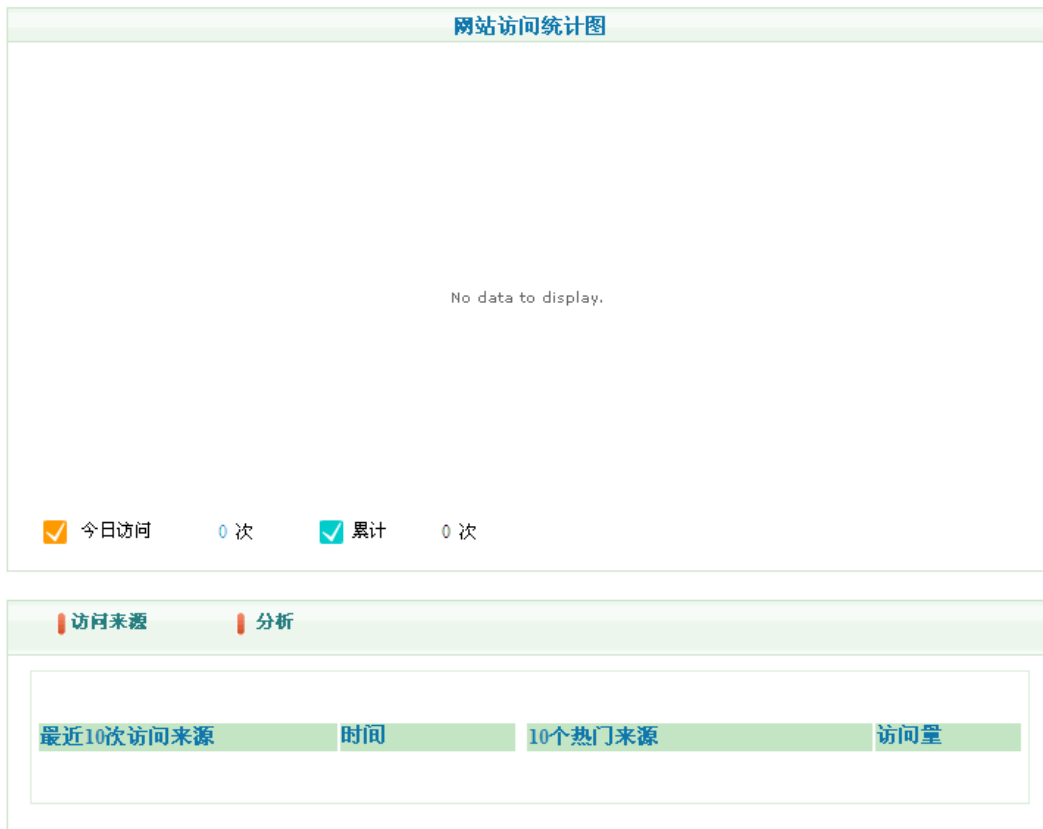 网站访问统计图
No data to display.
今日访问 0 次 累计 0 次
访问来源 分析
最近10次访问来源 时间 10个热门来源 访问量